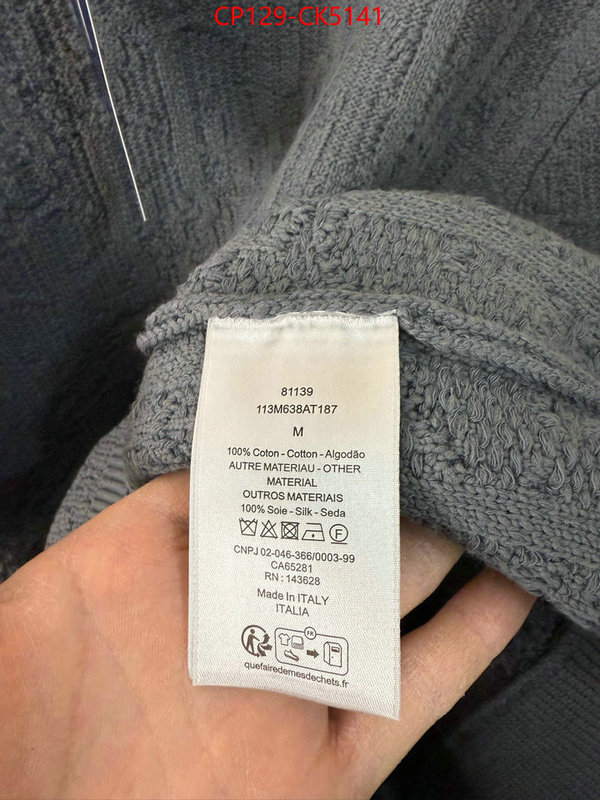 CP129-CK5141
81139
113M638AT187
M
100% Coton - Cotton - Algodão
AUTRE MATERIAU - OTHER
MATERIAL
OUTROS MATERIAIS
100% Soie - Silk - Seda
F
CNPJ 02-046-366/0003-99
CA65281
RN : 143628
Made In ITALY
ITALIA
FR
quefairedemesdechets.fr